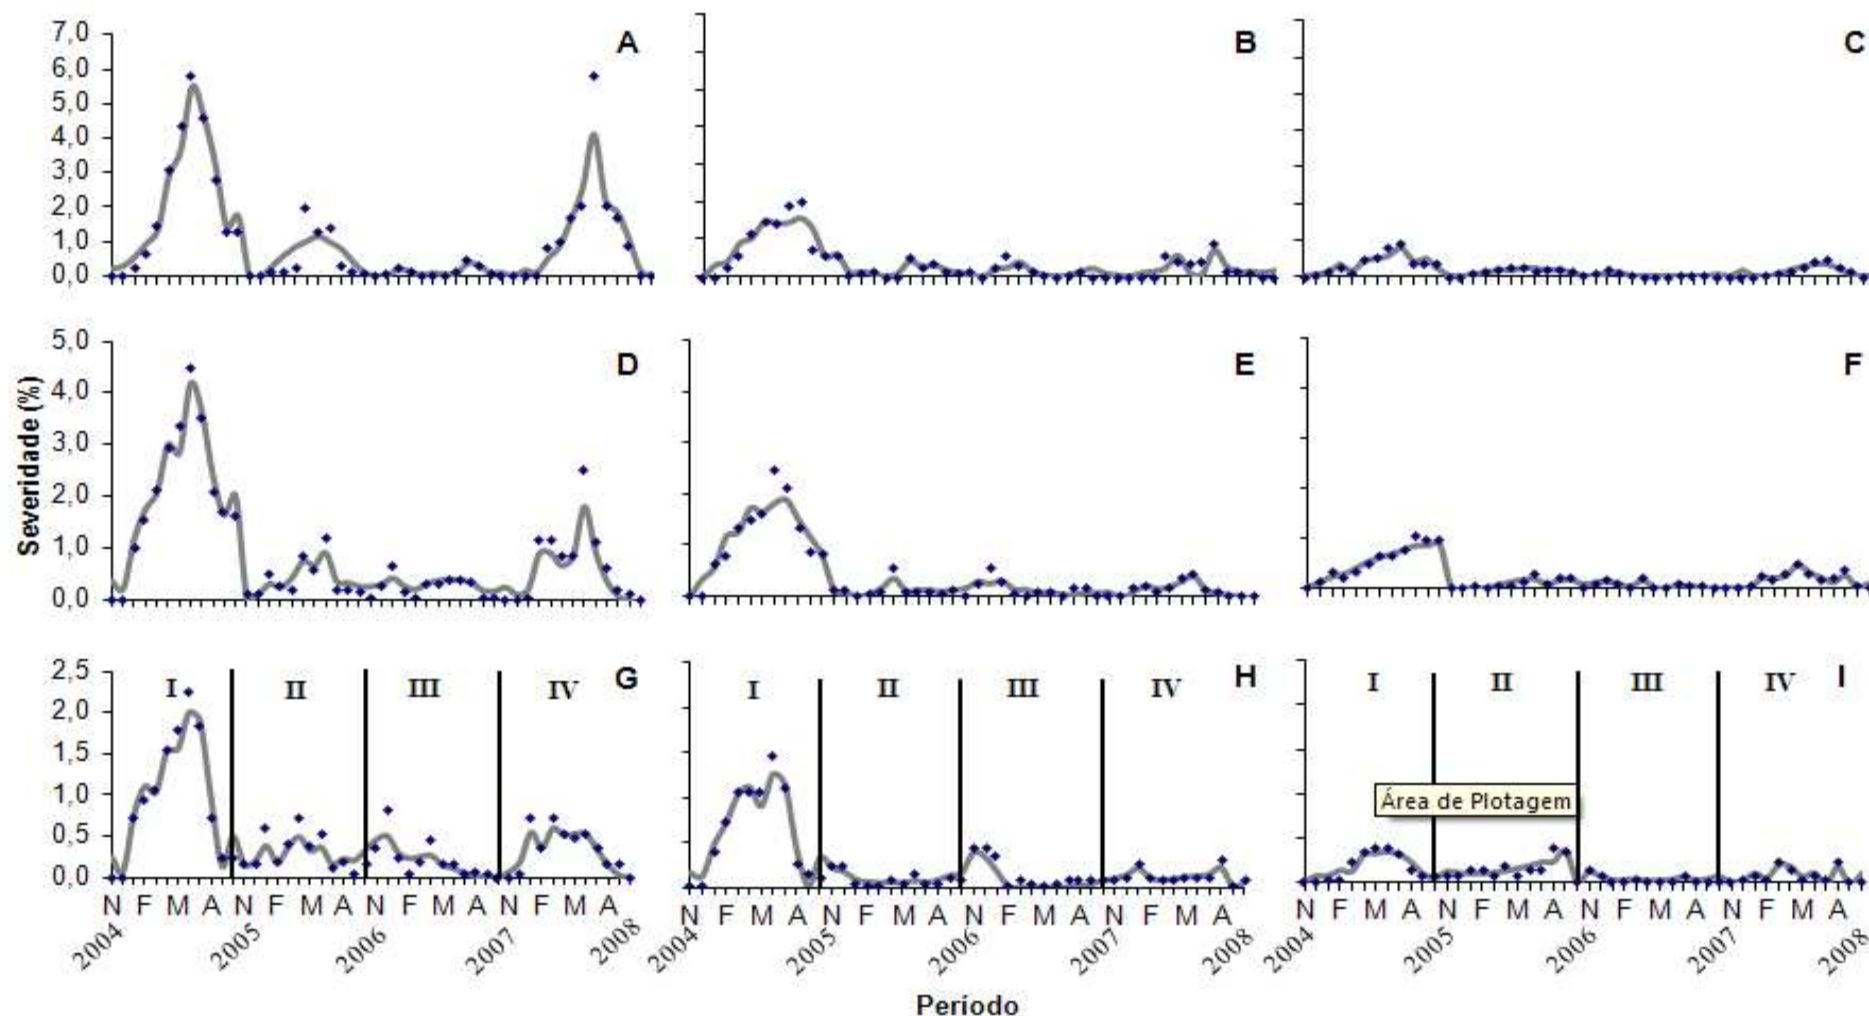 7,0
6,0
5,0
4,0
3,0
2,0
1,0
0,0
A
B
C
5,0
4,0
3,0
2,0
1,0
0,0
D
E
F
Severidade (%)
2,5
2,0
1,5
1,0
0,5
0,0
I II III IV G
I II III IV H
I II III IV I
Área de Plotagem
N F M A N F M A N F M A N F M A
N F M A N F M A N F M A N F M A
N F M A N F M A N F M A N F M A
2004 2005 2006 2007 2008
2004 2005 2006 2007 2008
2004 2005 2006 2007 2008
Período